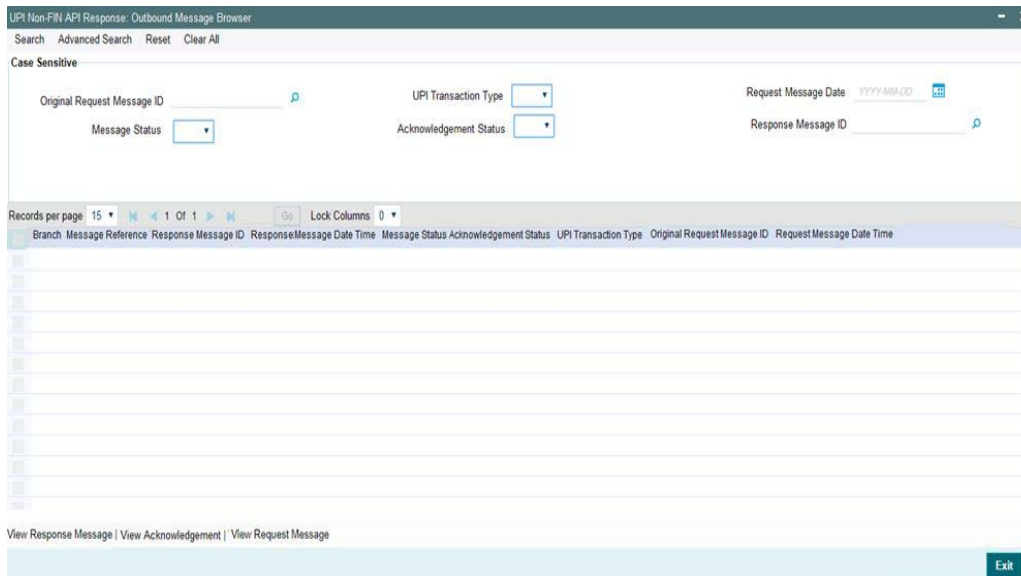 UPI Non-FIN API Response: Outbound Message Browser
Search Advanced Search Reset Clear All
Case Sensitive
Original Request Message ID UPI Transaction Type Request Message Date YYYY-MM-DD
Message Status Acknowledgement Status Response Message ID
Records per page 15 1 Of 1 Go Lock Columns 0
Branch Message Reference Response Message ID Response Message Date Time Message Status Acknowledgement Status UPI Transaction Type Original Request Message ID Request Message Date Time
View Response Message | View Acknowledgement | View Request Message
Exit